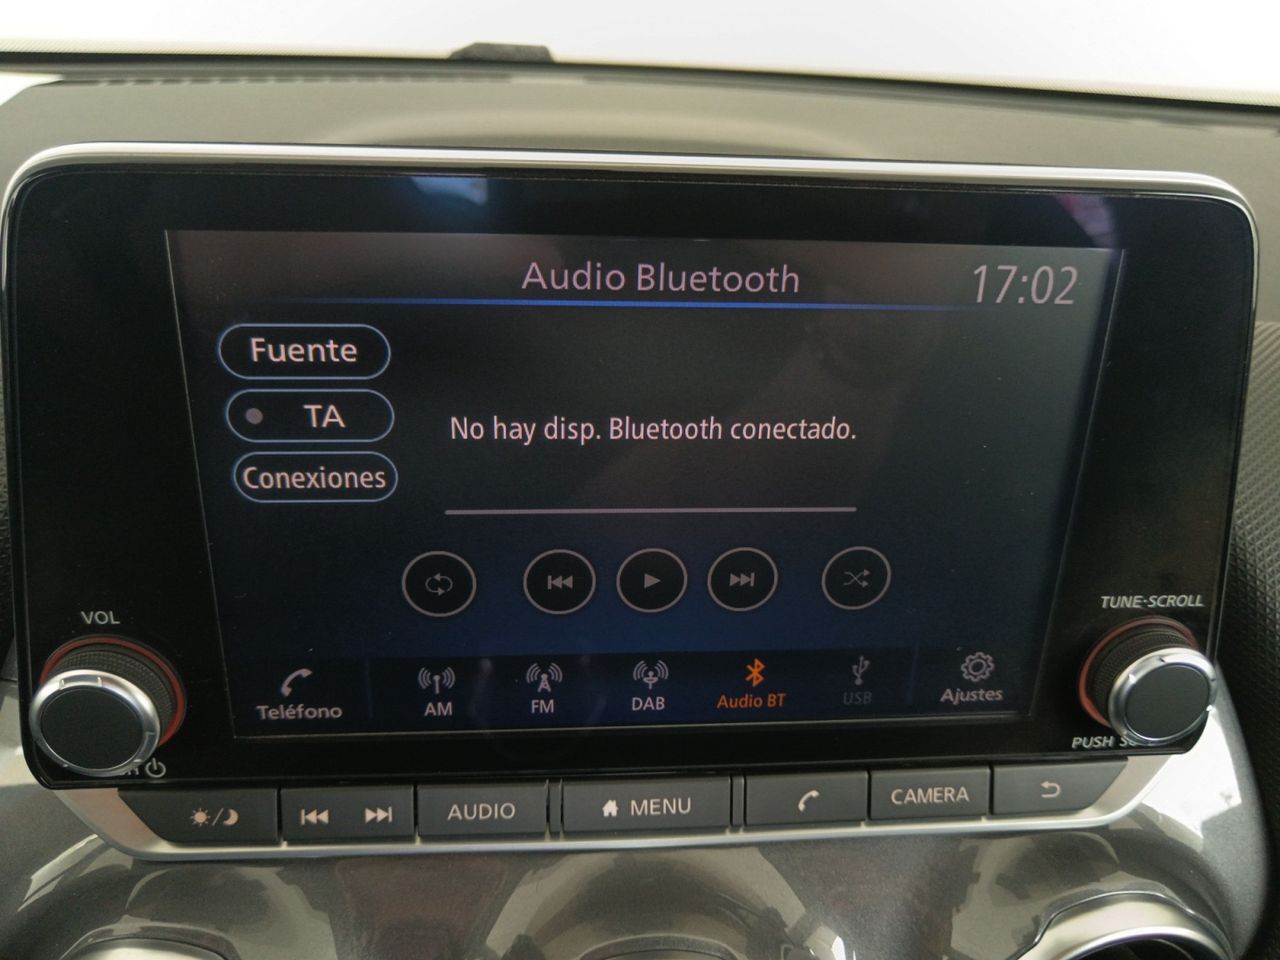 Audio Bluetooth
17:02
Fuente
TA
Conexiones
No hay disp. Bluetooth conectado.
VOL
TUNE·SCROLL
Teléfono
AM
FM
DAB
Audio BT
USB
Ajustes
PUSH
AUDIO
MENU
CAMERA